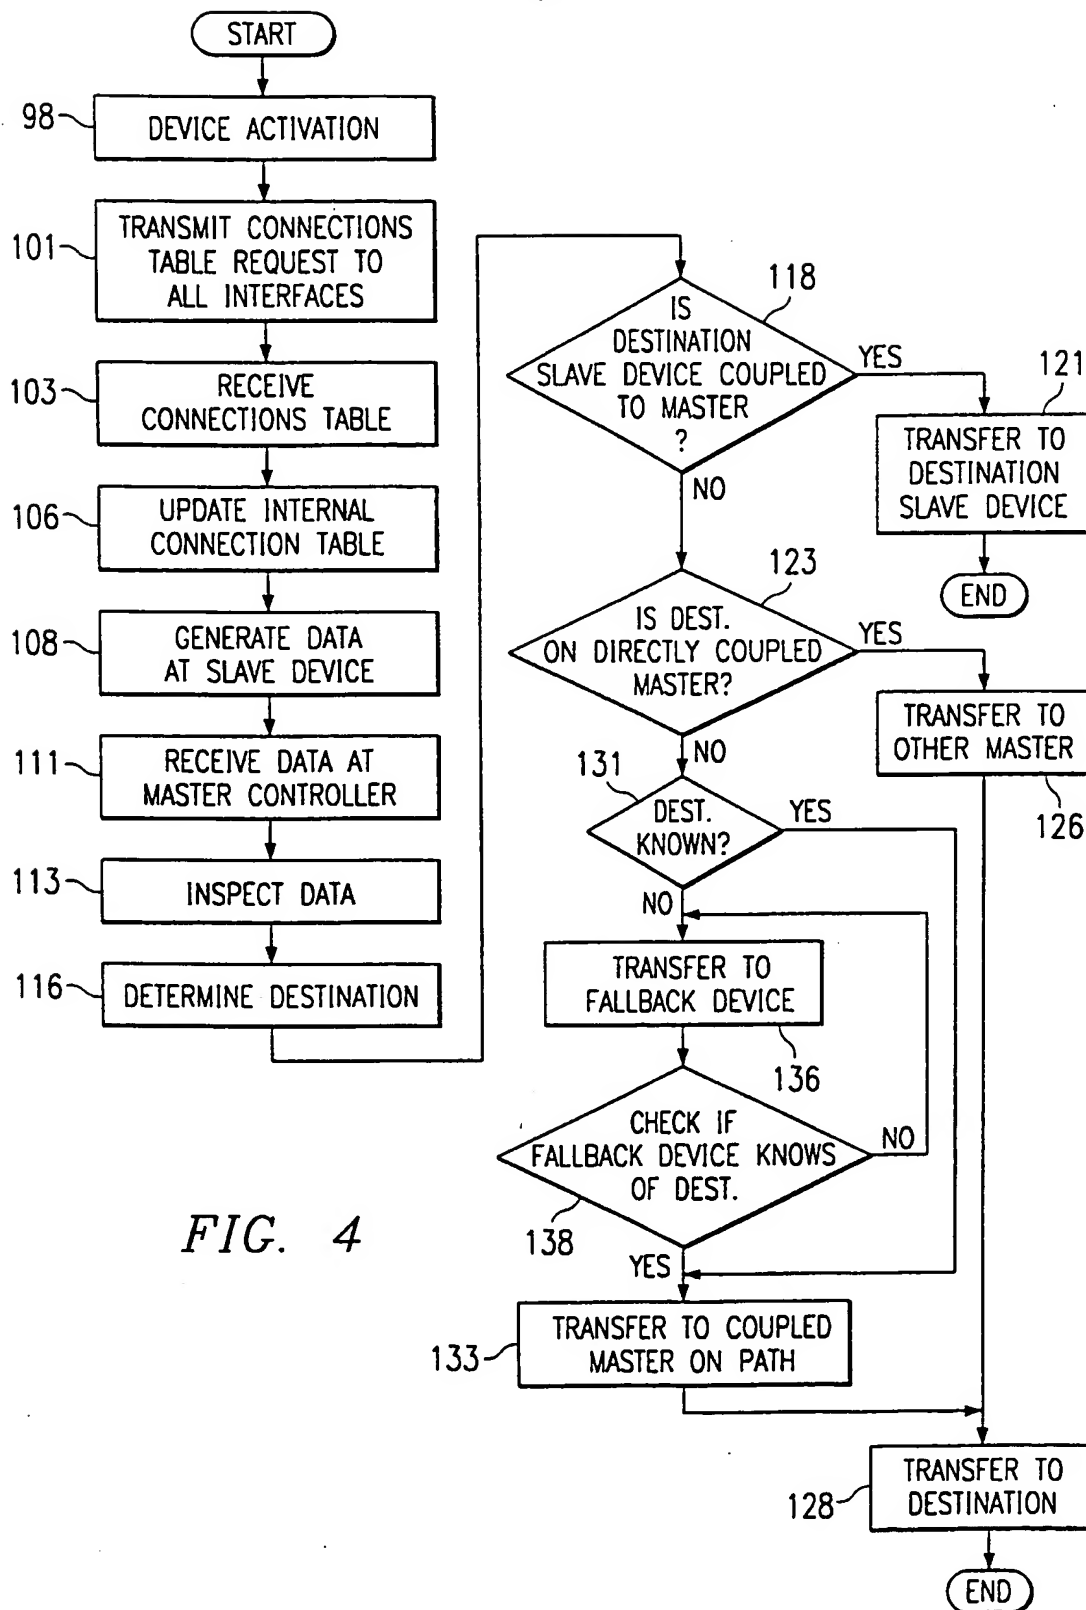 START
98
DEVICE ACTIVATION
101
TRANSMIT CONNECTIONS
TABLE REQUEST TO
ALL INTERFACES
103
RECEIVE
CONNECTIONS TABLE
106
UPDATE INTERNAL
CONNECTION TABLE
108
GENERATE DATA
AT SLAVE DEVICE
111
RECEIVE DATA AT
MASTER CONTROLLER
113
INSPECT DATA
116
DETERMINE DESTINATION
118
IS
DESTINATION
SLAVE DEVICE COUPLED
TO MASTER
?
YES
NO
121
TRANSFER TO
DESTINATION
SLAVE DEVICE
END
123
IS DEST.
ON DIRECTLY COUPLED
MASTER?
YES
NO
TRANSFER TO
OTHER MASTER
126
131
DEST.
KNOWN?
YES
NO
TRANSFER TO
FALLBACK DEVICE
136
CHECK IF
FALLBACK DEVICE KNOWS
OF DEST.
NO
138
YES
TRANSFER TO COUPLED
MASTER ON PATH
133
TRANSFER TO
DESTINATION
128
END
FIG. 4